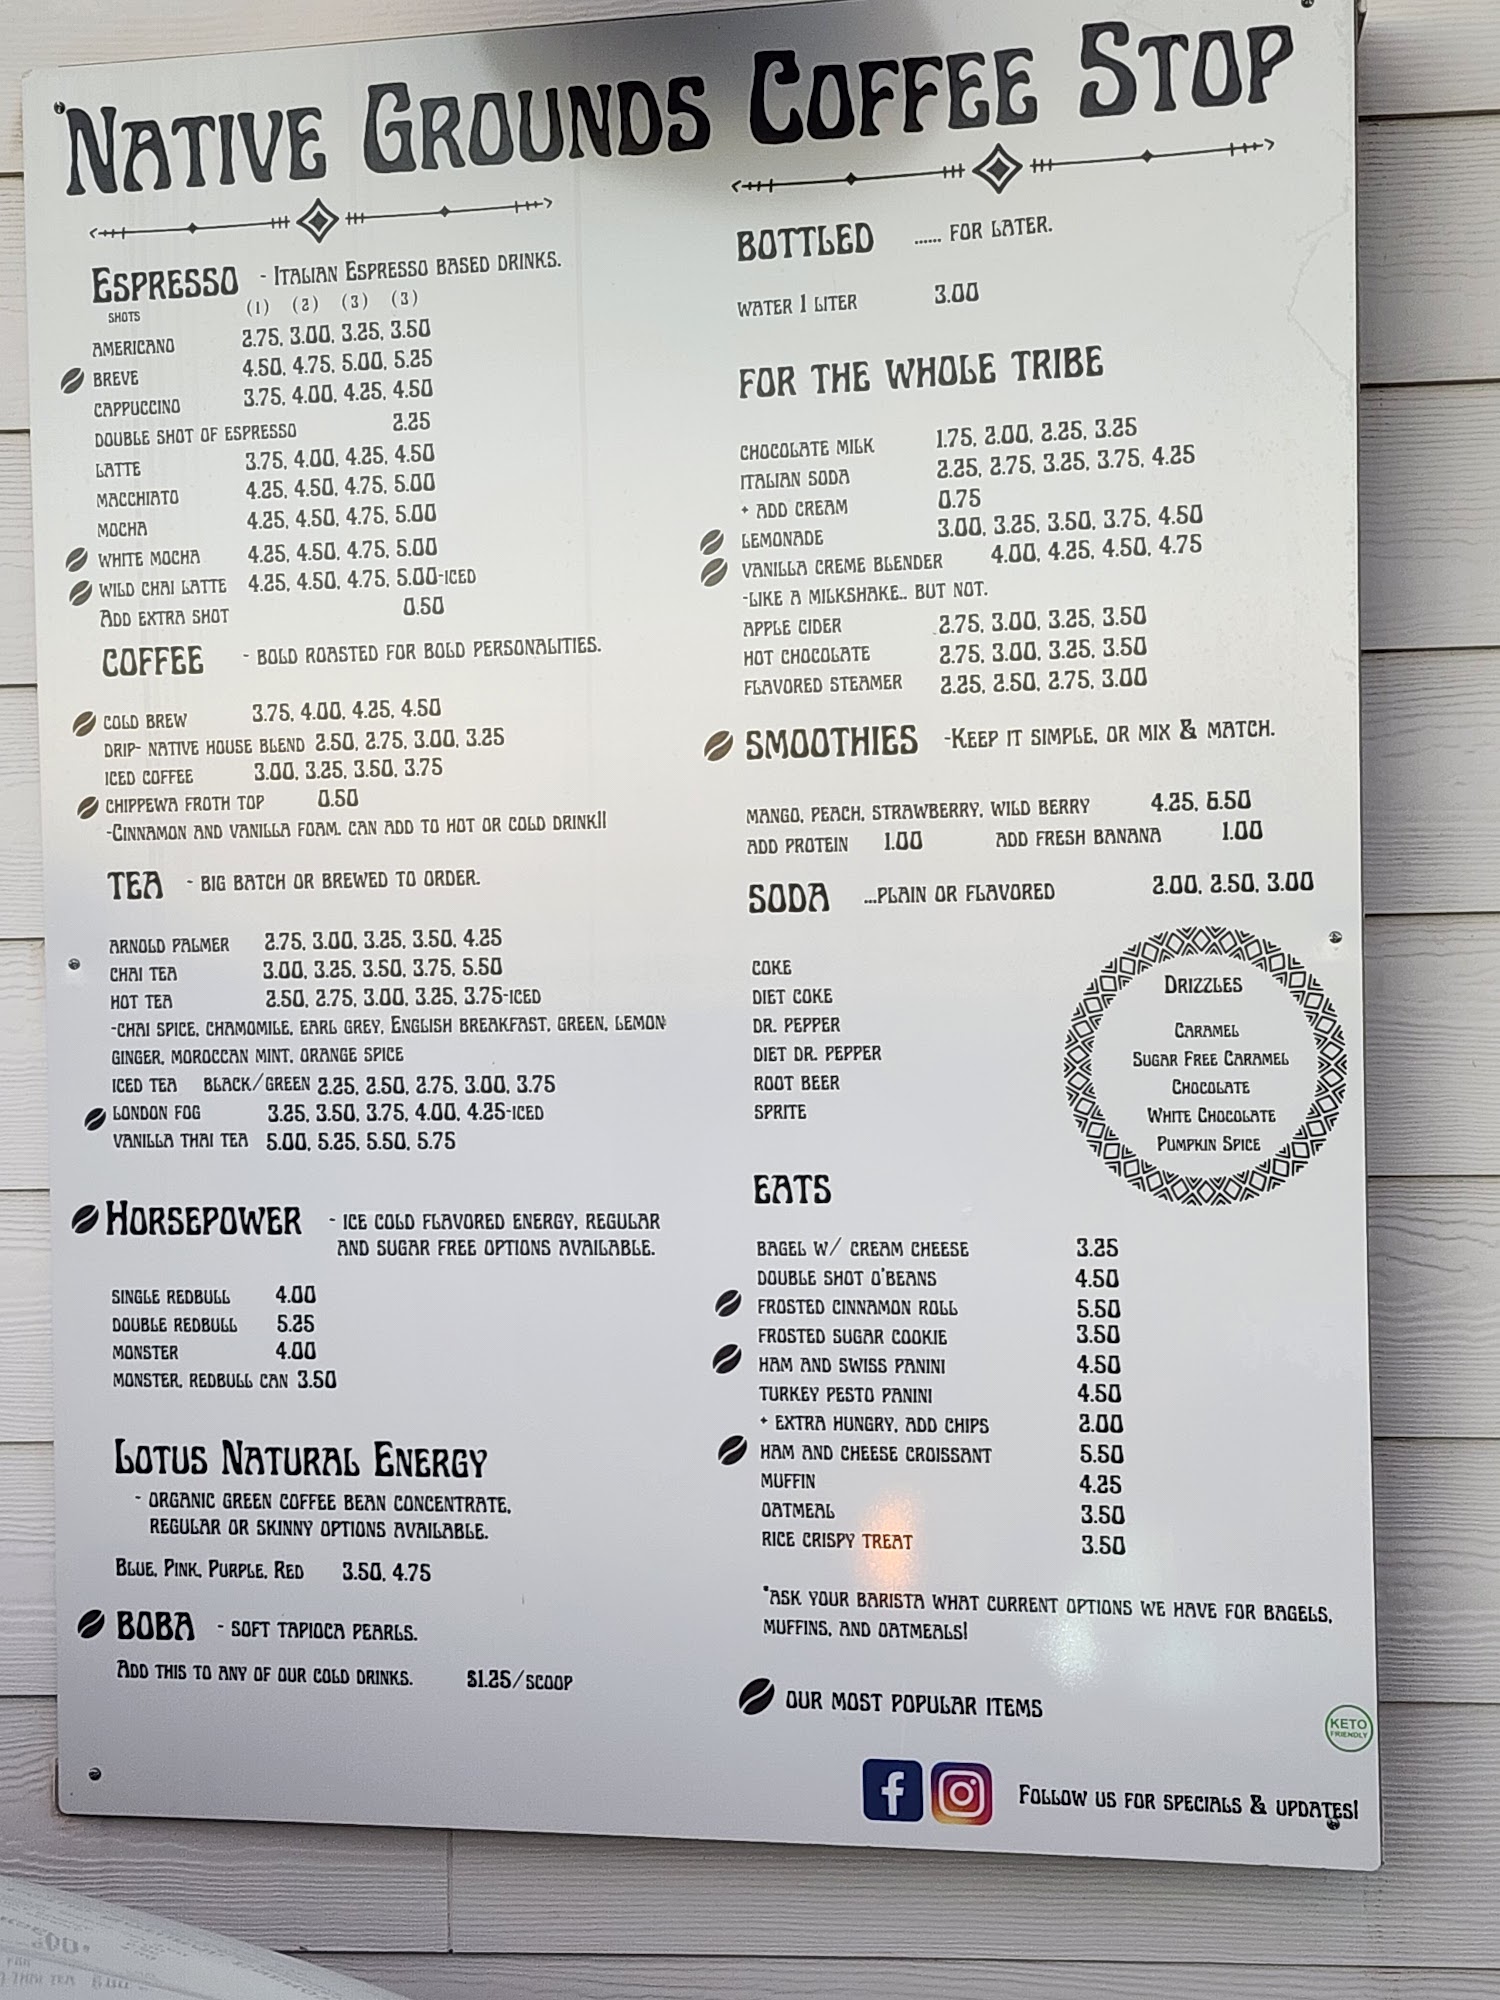 Native Grounds Coffee Stop
Espresso - Italian Espresso based drinks.
shots (1) (2) (3) (3)
Americano 2.75, 3.00, 3.25, 3.50
Breve 4.50, 4.75, 5.00, 5.25
Cappuccino 3.75, 4.00, 4.25, 4.50
Double shot of espresso 2.25
Latte 3.75, 4.00, 4.25, 4.50
Macchiato 4.25, 4.50, 4.75, 5.00
Mocha 4.25, 4.50, 4.75, 5.00
White Mocha 4.25, 4.50, 4.75, 5.00
Wild Chai Latte 4.25, 4.50, 4.75, 5.00-iced
Add extra shot 0.50
Coffee - bold roasted for bold personalities.
Cold Brew 3.75, 4.00, 4.25, 4.50
Drip- Native House Blend 2.50, 2.75, 3.00, 3.25
Iced Coffee 3.00, 3.25, 3.50, 3.75
Chippewa Froth Top 0.50
-Cinnamon and vanilla foam. can add to hot or cold drink!!
Tea - big batch or brewed to order.
Arnold Palmer 2.75, 3.00, 3.25, 3.50, 4.25
Chai Tea 3.00, 3.25, 3.50, 3.75, 5.50
Hot Tea 2.50, 2.75, 3.00, 3.25, 3.75-iced
-chai spice, chamomile, earl grey, English breakfast, green, lemon
ginger, moroccan mint, orange spice
Iced Tea Black/Green 2.25, 2.50, 2.75, 3.00, 3.75
London Fog 3.25, 3.50, 3.75, 4.00, 4.25-iced
Vanilla Thai Tea 5.00, 5.25, 5.50, 5.75
Horsepower - ice cold flavored energy, regular
and sugar free options available.
Single Redbull 4.00
Double Redbull 5.25
Monster 4.00
Monster, Redbull can 3.50
Lotus Natural Energy
- organic green coffee bean concentrate,
regular or skinny options available.
Blue, Pink, Purple, Red 3.50, 4.75
Boba - soft tapioca pearls.
Add this to any of our cold drinks. $1.25/scoop
Bottled ...... for later.
Water 1 liter 3.00
For the whole tribe
Chocolate milk 1.75, 2.00, 2.25, 3.25
Italian soda 2.25, 2.75, 3.25, 3.75, 4.25
+ add cream 0.75
Lemonade 3.00, 3.25, 3.50, 3.75, 4.50
Vanilla creme blender 4.00, 4.25, 4.50, 4.75
-like a milkshake.. but not.
Apple cider 2.75, 3.00, 3.25, 3.50
Hot chocolate 2.75, 3.00, 3.25, 3.50
Flavored steamer 2.25, 2.50, 2.75, 3.00
Smoothies -Keep it simple, or mix & match.
Mango, peach, strawberry, wild berry 4.25, 6.50
Add protein 1.00 Add fresh banana 1.00
Soda ...plain or flavored 2.00, 2.50, 3.00
Coke
Diet Coke
Dr. Pepper
Diet Dr. Pepper
Root Beer
Sprite
Drizzles
Caramel
Sugar Free Caramel
Chocolate
White Chocolate
Pumpkin Spice
Eats
Bagel w/ cream cheese 3.25
Double shot o'beans 4.50
Frosted cinnamon roll 5.50
Frosted sugar cookie 3.50
Ham and swiss panini 4.50
Turkey pesto panini 4.50
+ extra hungry, add chips 2.00
Ham and cheese croissant 5.50
Muffin 4.25
Oatmeal 3.50
Rice crispy treat 3.50
*ask your barista what current options we have for bagels,
muffins, and oatmeals!
our most popular items
KETO
FRIENDLY
Follow us for specials & updates!